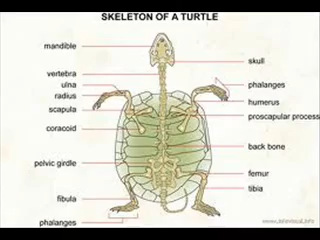 SKELETON OF A TURTLE
mandible
vertebra
ulna
radius
scapula
coracoid
pelvic girdle
fibula
phalanges
skull
phalanges
humerus
proscapular process
back bone
femur
tibia